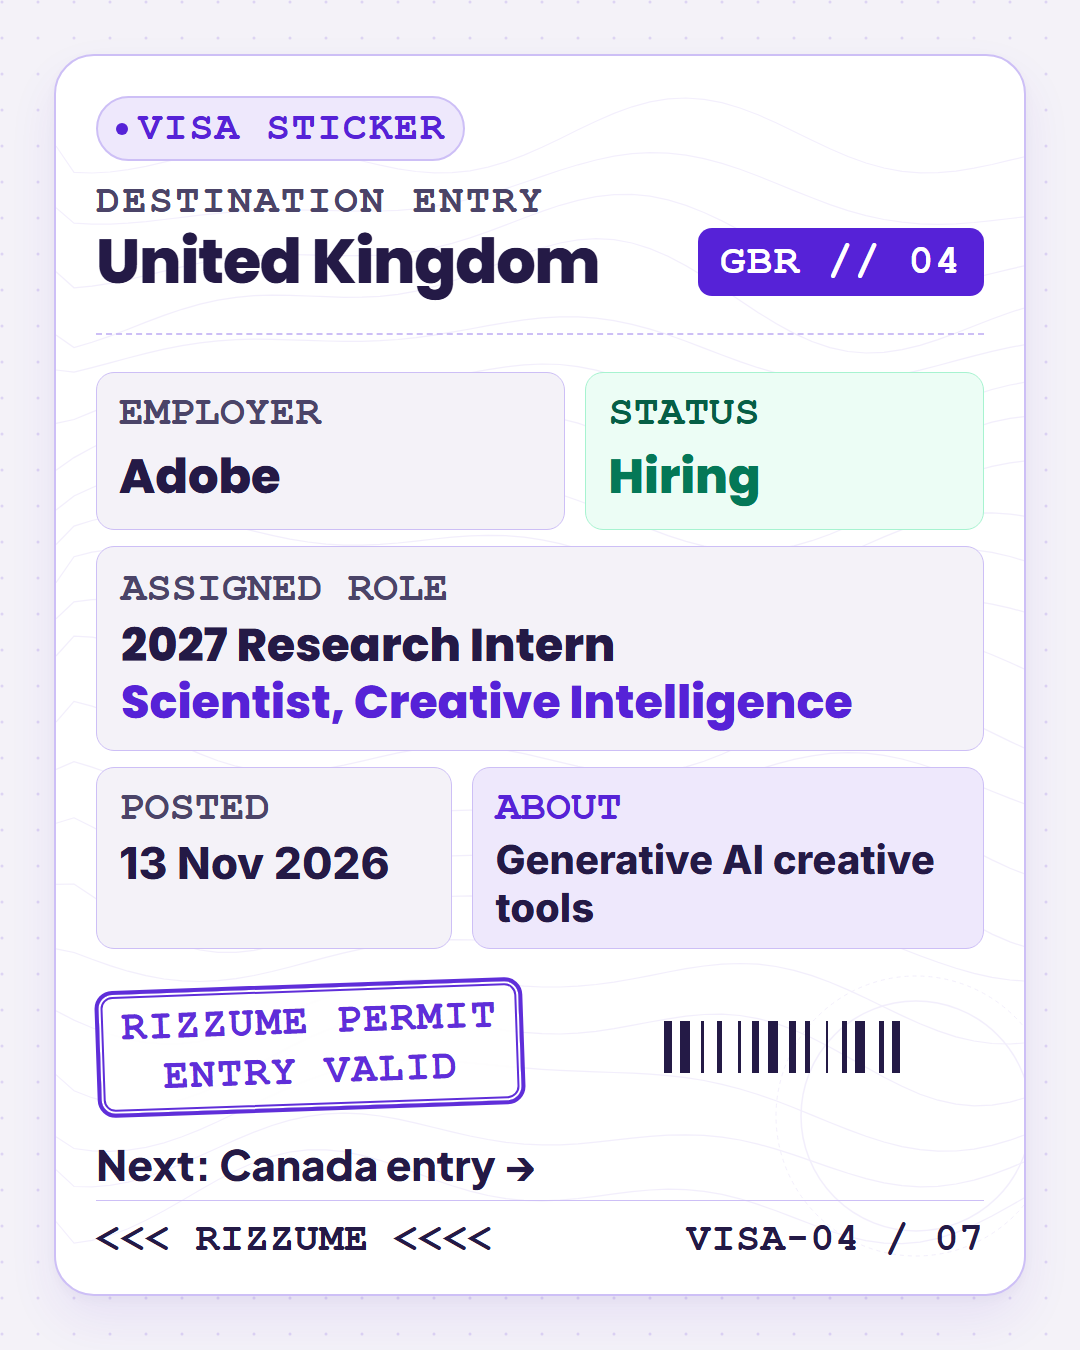 VISA STICKER
DESTINATION ENTRY
United Kingdom
GBR // 04
EMPLOYER
Adobe
STATUS
Hiring
ASSIGNED ROLE
2027 Research Intern
Scientist, Creative Intelligence
POSTED
13 Nov 2026
ABOUT
Generative AI creative
tools
RIZZUME PERMIT
ENTRY VALID
Next: Canada entry →
<<< RIZZUME <<<<
VISA-04 / 07